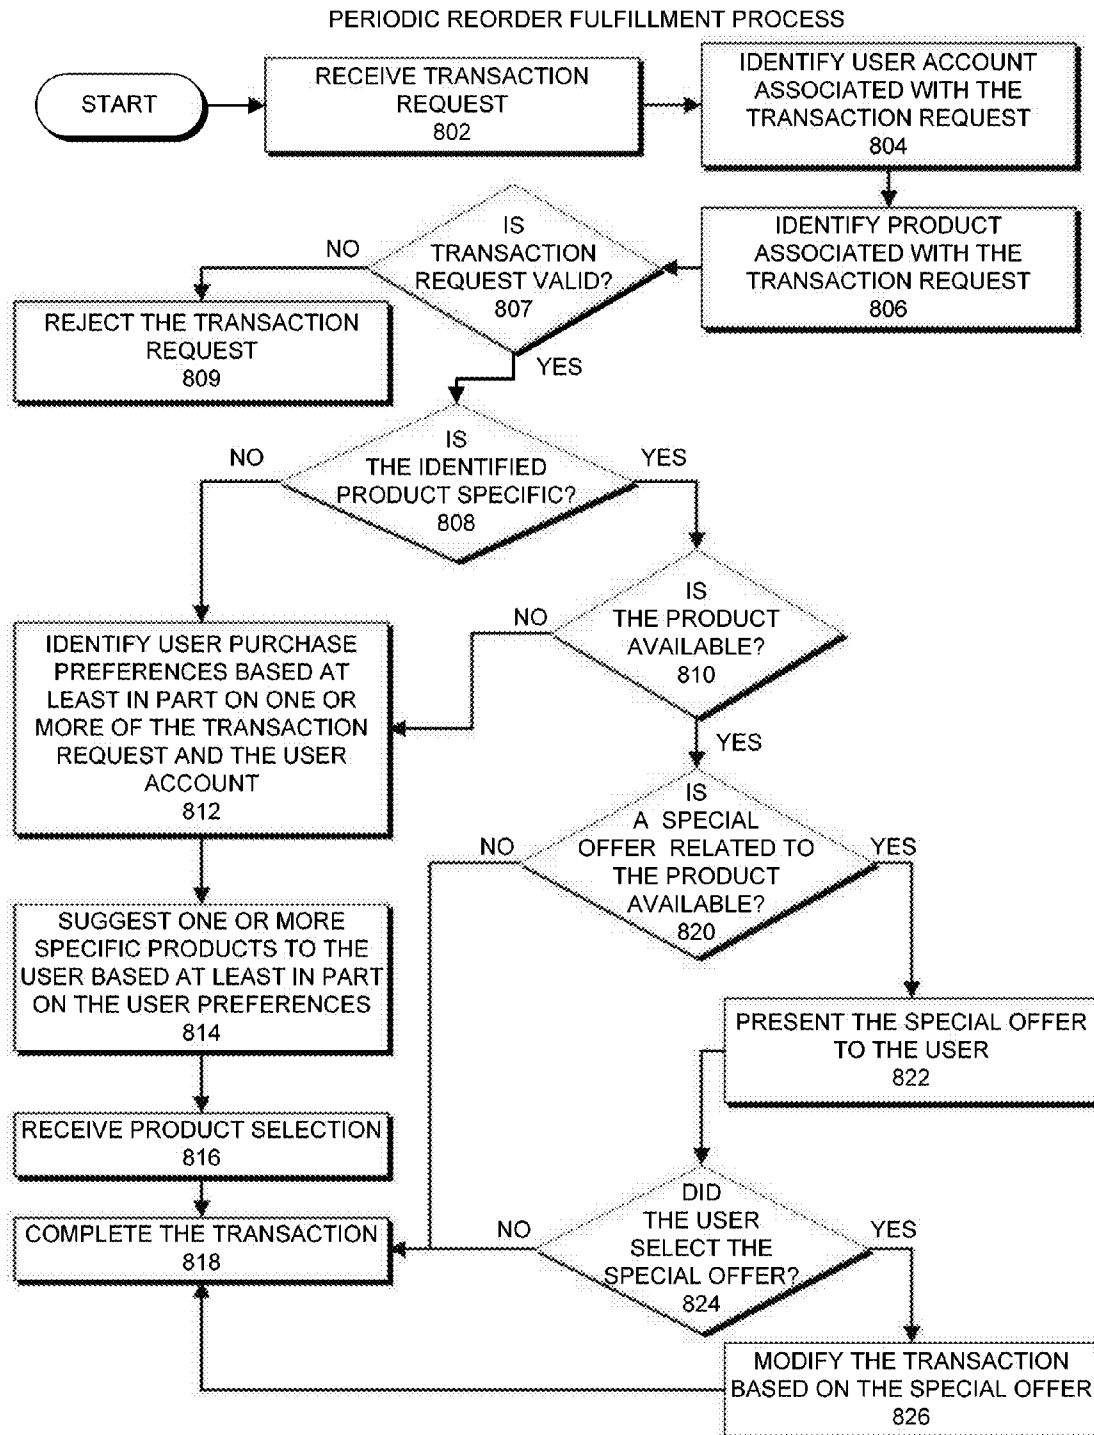 PERIODIC REORDER FULFILLMENT PROCESS
START
RECEIVE TRANSACTION
REQUEST
802
IDENTIFY USER ACCOUNT
ASSOCIATED WITH THE
TRANSACTION REQUEST
804
IDENTIFY PRODUCT
ASSOCIATED WITH THE
TRANSACTION REQUEST
806
IS
TRANSACTION
REQUEST VALID?
807
NO
YES
REJECT THE TRANSACTION
REQUEST
809
IS
THE IDENTIFIED
PRODUCT SPECIFIC?
808
NO
YES
IS
THE PRODUCT
AVAILABLE?
810
NO
YES
IDENTIFY USER PURCHASE
PREFERENCES BASED AT
LEAST IN PART ON ONE OR
MORE OF THE TRANSACTION
REQUEST AND THE USER
ACCOUNT
812
IS
A SPECIAL
OFFER RELATED TO
THE PRODUCT
AVAILABLE?
820
NO
YES
SUGGEST ONE OR MORE
SPECIFIC PRODUCTS TO THE
USER BASED AT LEAST IN PART
ON THE USER PREFERENCES
814
PRESENT THE SPECIAL OFFER
TO THE USER
822
RECEIVE PRODUCT SELECTION
816
DID
THE USER
SELECT THE
SPECIAL OFFER?
824
NO
YES
COMPLETE THE TRANSACTION
818
MODIFY THE TRANSACTION
BASED ON THE SPECIAL OFFER
826